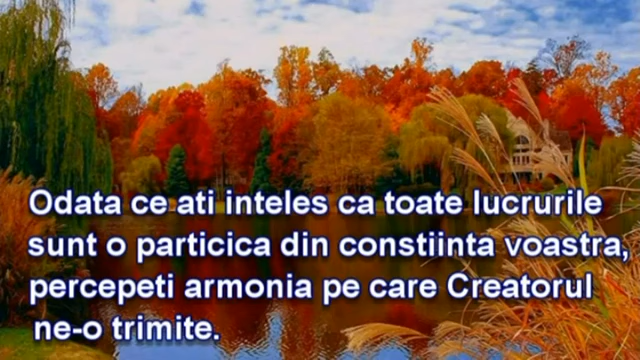 Odata ce ati inteles ca toate lucrurile
sunt o particica din constiinta voastra,
percepeti armonia pe care Creatorul
ne-o trimite.